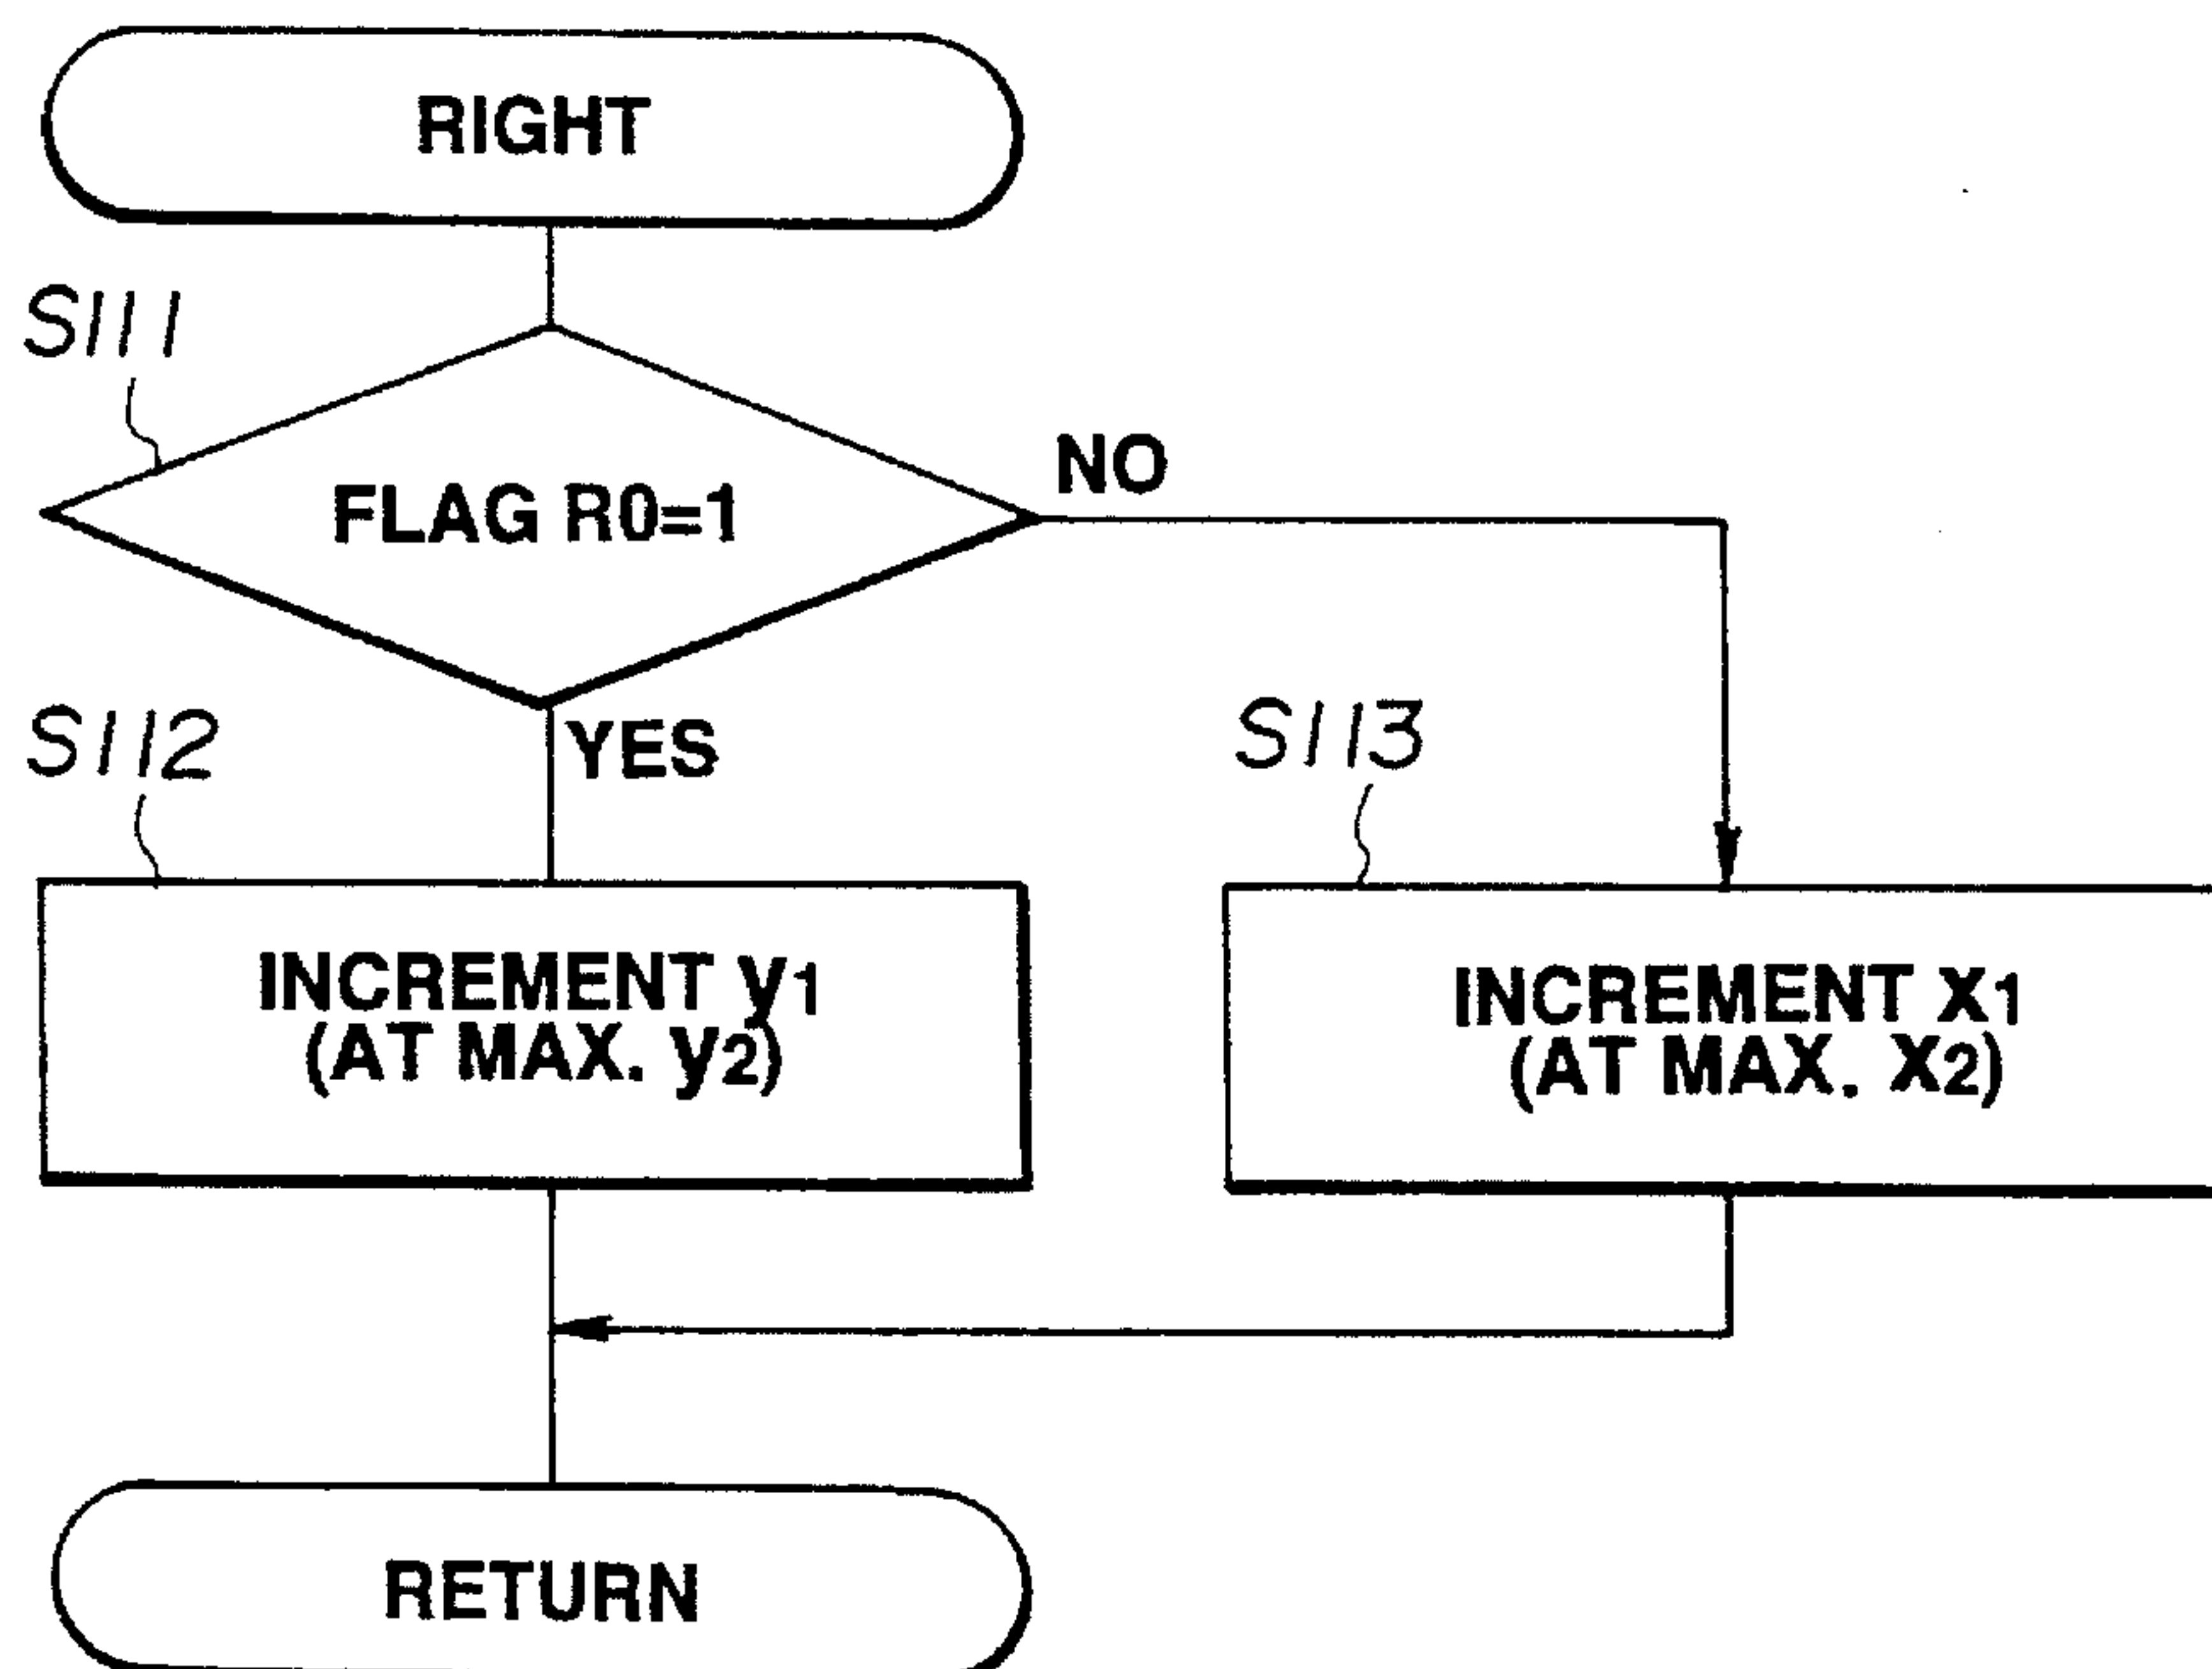 RIGHT
S111
FLAG R0=1
NO
YES
S112
S113
INCREMENT y1
(AT MAX. y2)
INCREMENT x1
(AT MAX. x2)
RETURN